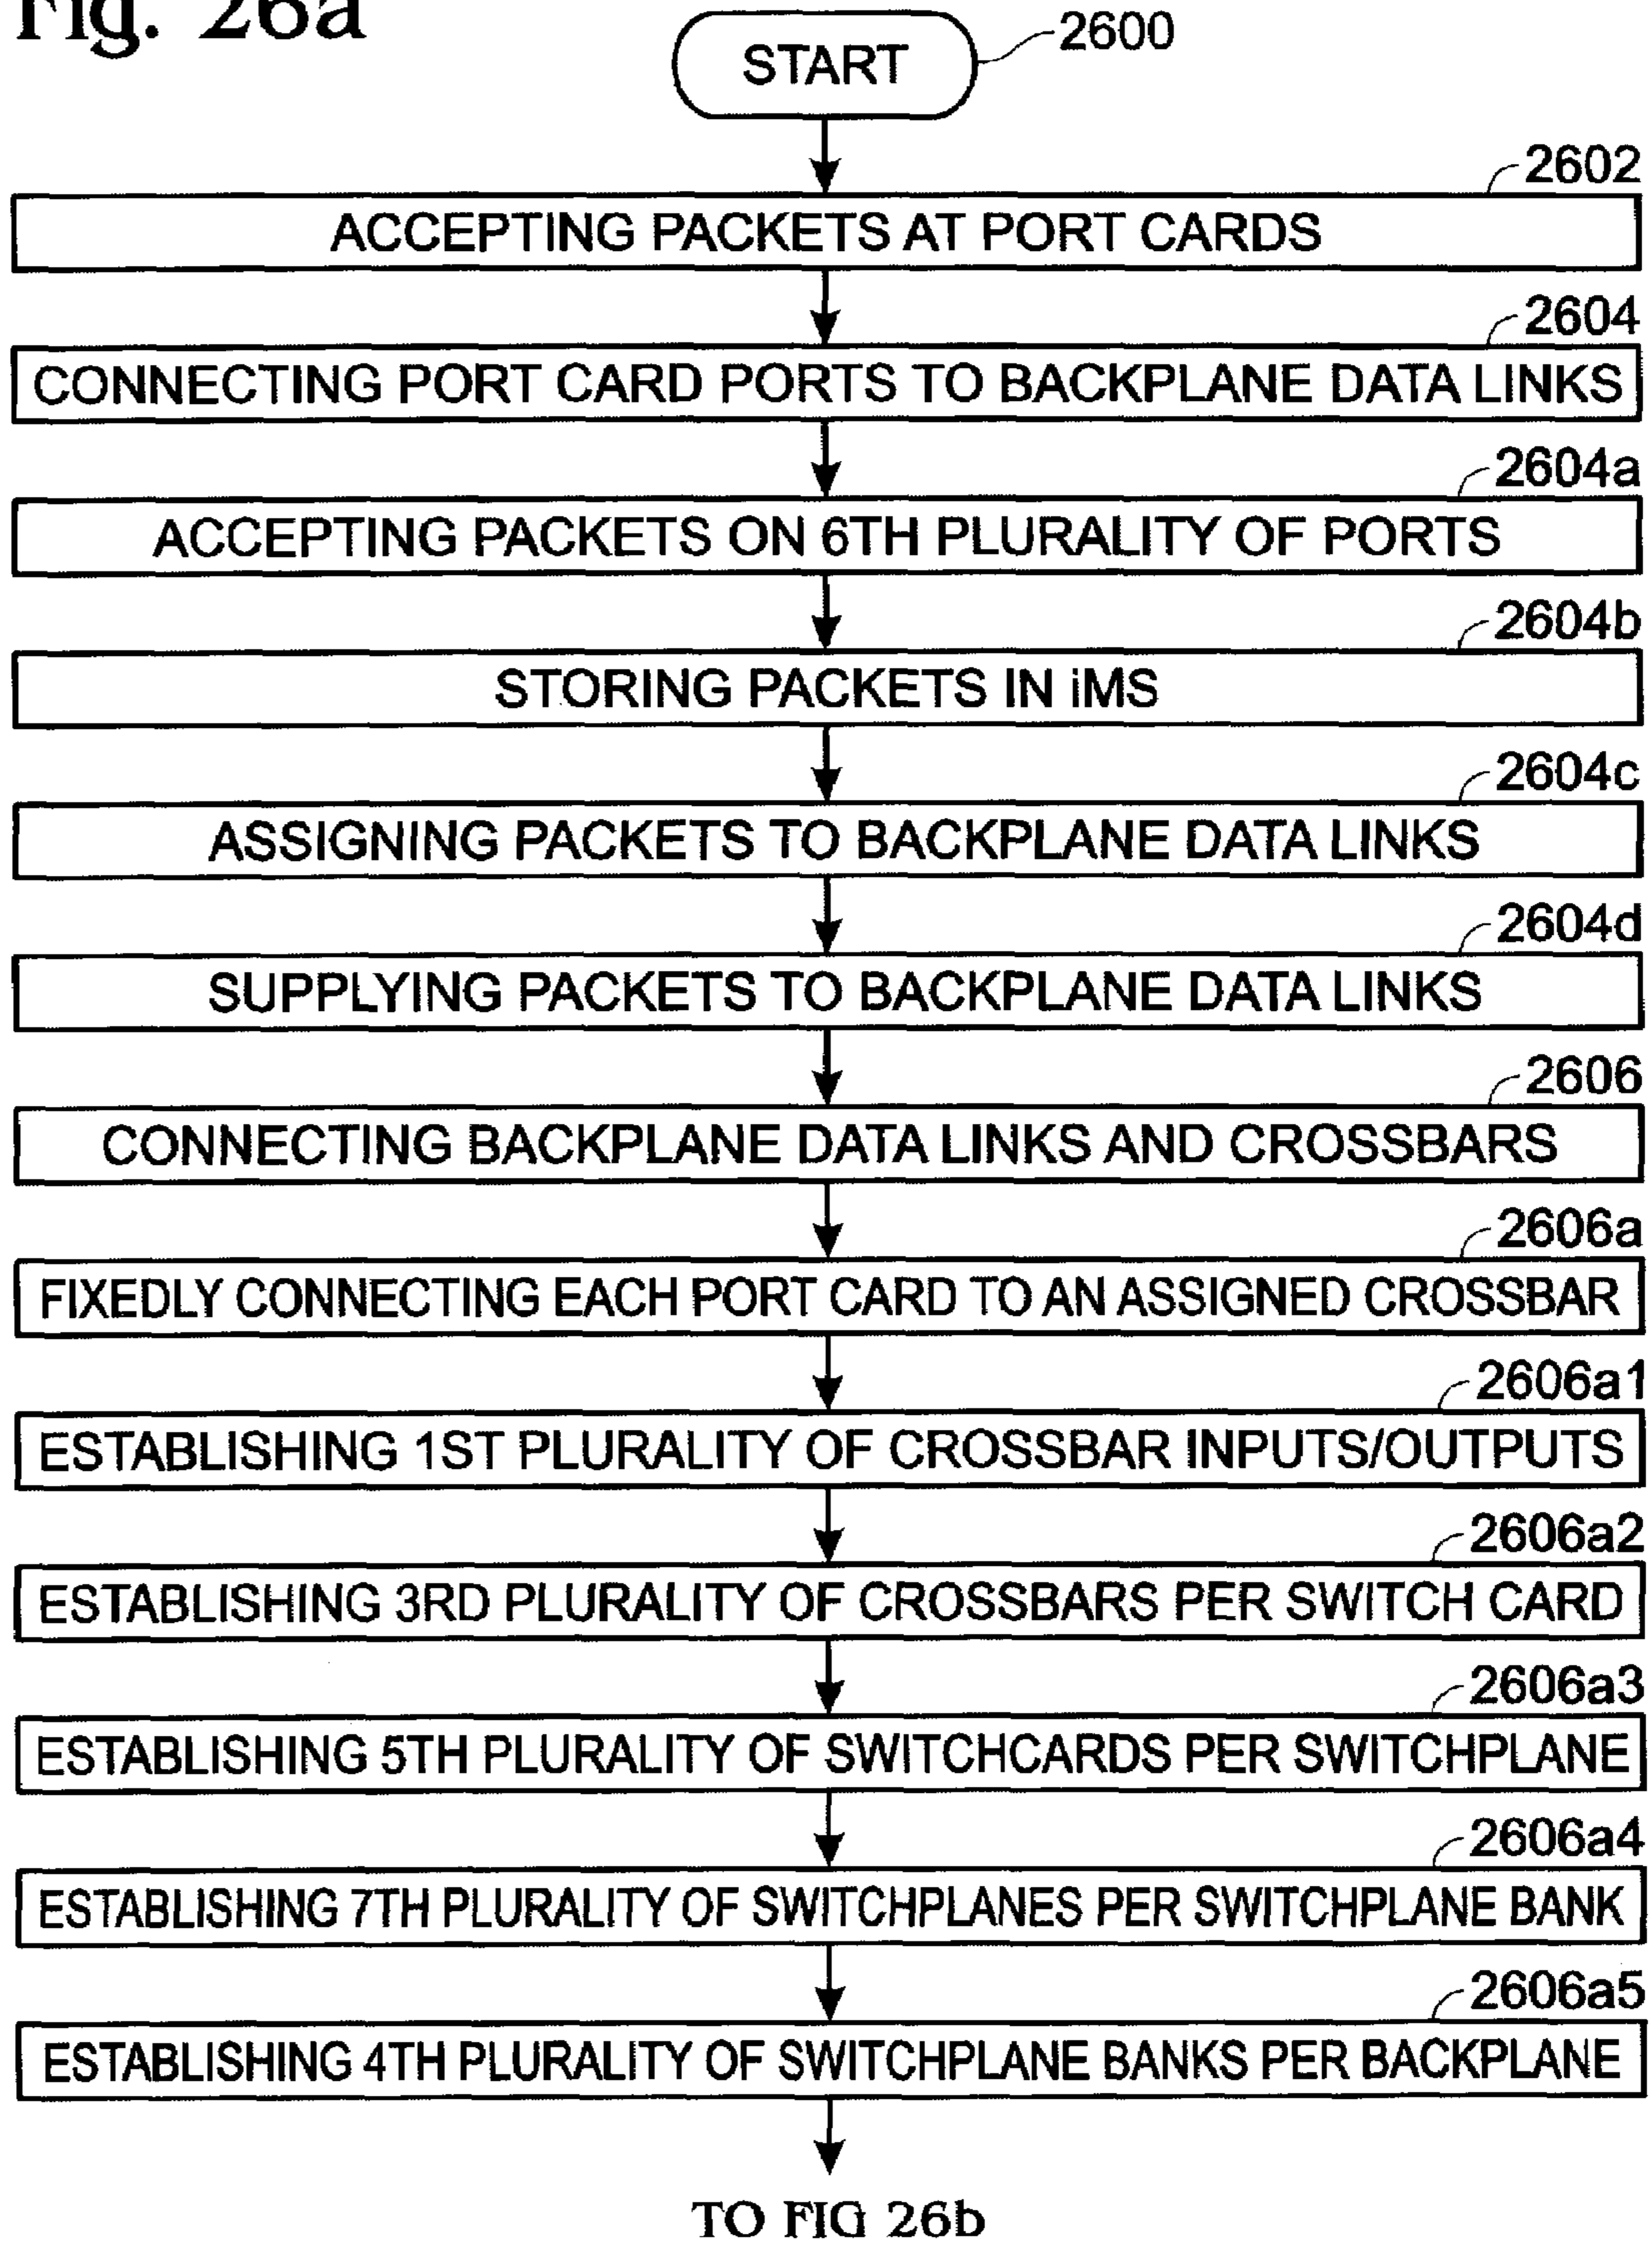 Fig. 26a
START
2600
2602
ACCEPTING PACKETS AT PORT CARDS
2604
CONNECTING PORT CARD PORTS TO BACKPLANE DATA LINKS
2604a
ACCEPTING PACKETS ON 6TH PLURALITY OF PORTS
2604b
STORING PACKETS IN iMS
2604c
ASSIGNING PACKETS TO BACKPLANE DATA LINKS
2604d
SUPPLYING PACKETS TO BACKPLANE DATA LINKS
2606
CONNECTING BACKPLANE DATA LINKS AND CROSSBARS
2606a
FIXEDLY CONNECTING EACH PORT CARD TO AN ASSIGNED CROSSBAR
2606a1
ESTABLISHING 1ST PLURALITY OF CROSSBAR INPUTS/OUTPUTS
2606a2
ESTABLISHING 3RD PLURALITY OF CROSSBARS PER SWITCH CARD
2606a3
ESTABLISHING 5TH PLURALITY OF SWITCHCARDS PER SWITCHPLANE
2606a4
ESTABLISHING 7TH PLURALITY OF SWITCHPLANES PER SWITCHPLANE BANK
2606a5
ESTABLISHING 4TH PLURALITY OF SWITCHPLANE BANKS PER BACKPLANE
TO FIG 26b